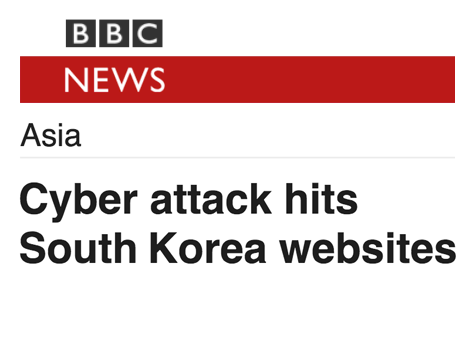 BBC
NEWS
Asia
Cyber attack hits
South Korea websites